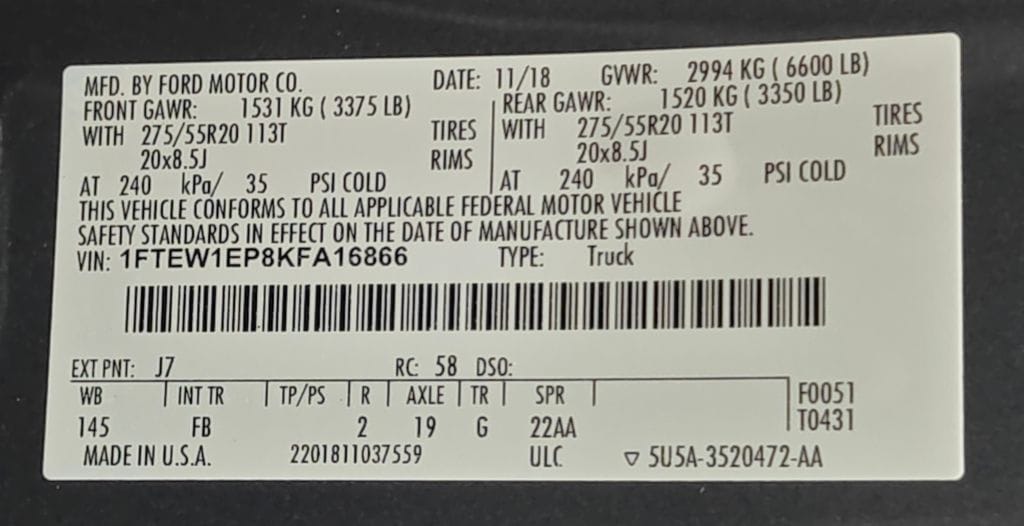 MFD. BY FORD MOTOR CO. DATE: 11/18 GVWR: 2994 KG ( 6600 LB)
FRONT GAWR: 1531 KG ( 3375 LB) REAR GAWR: 1520 KG ( 3350 LB)
WITH 275/55R20 113T TIRES WITH 275/55R20 113T TIRES
20x8.5J RIMS 20x8.5J RIMS
AT 240 kPa/ 35 PSI COLD AT 240 kPa/ 35 PSI COLD
THIS VEHICLE CONFORMS TO ALL APPLICABLE FEDERAL MOTOR VEHICLE
SAFETY STANDARDS IN EFFECT ON THE DATE OF MANUFACTURE SHOWN ABOVE.
VIN: 1FTEW1EP8KFA16866 TYPE: Truck
EXT PNT: J7 RC: 58 DSO:
WB INT TR TP/PS R AXLE TR SPR F0051
145 FB 2 19 G 22AA T0431
MADE IN U.S.A. 2201811037559 ULC ▽ 5U5A-3520472-AA